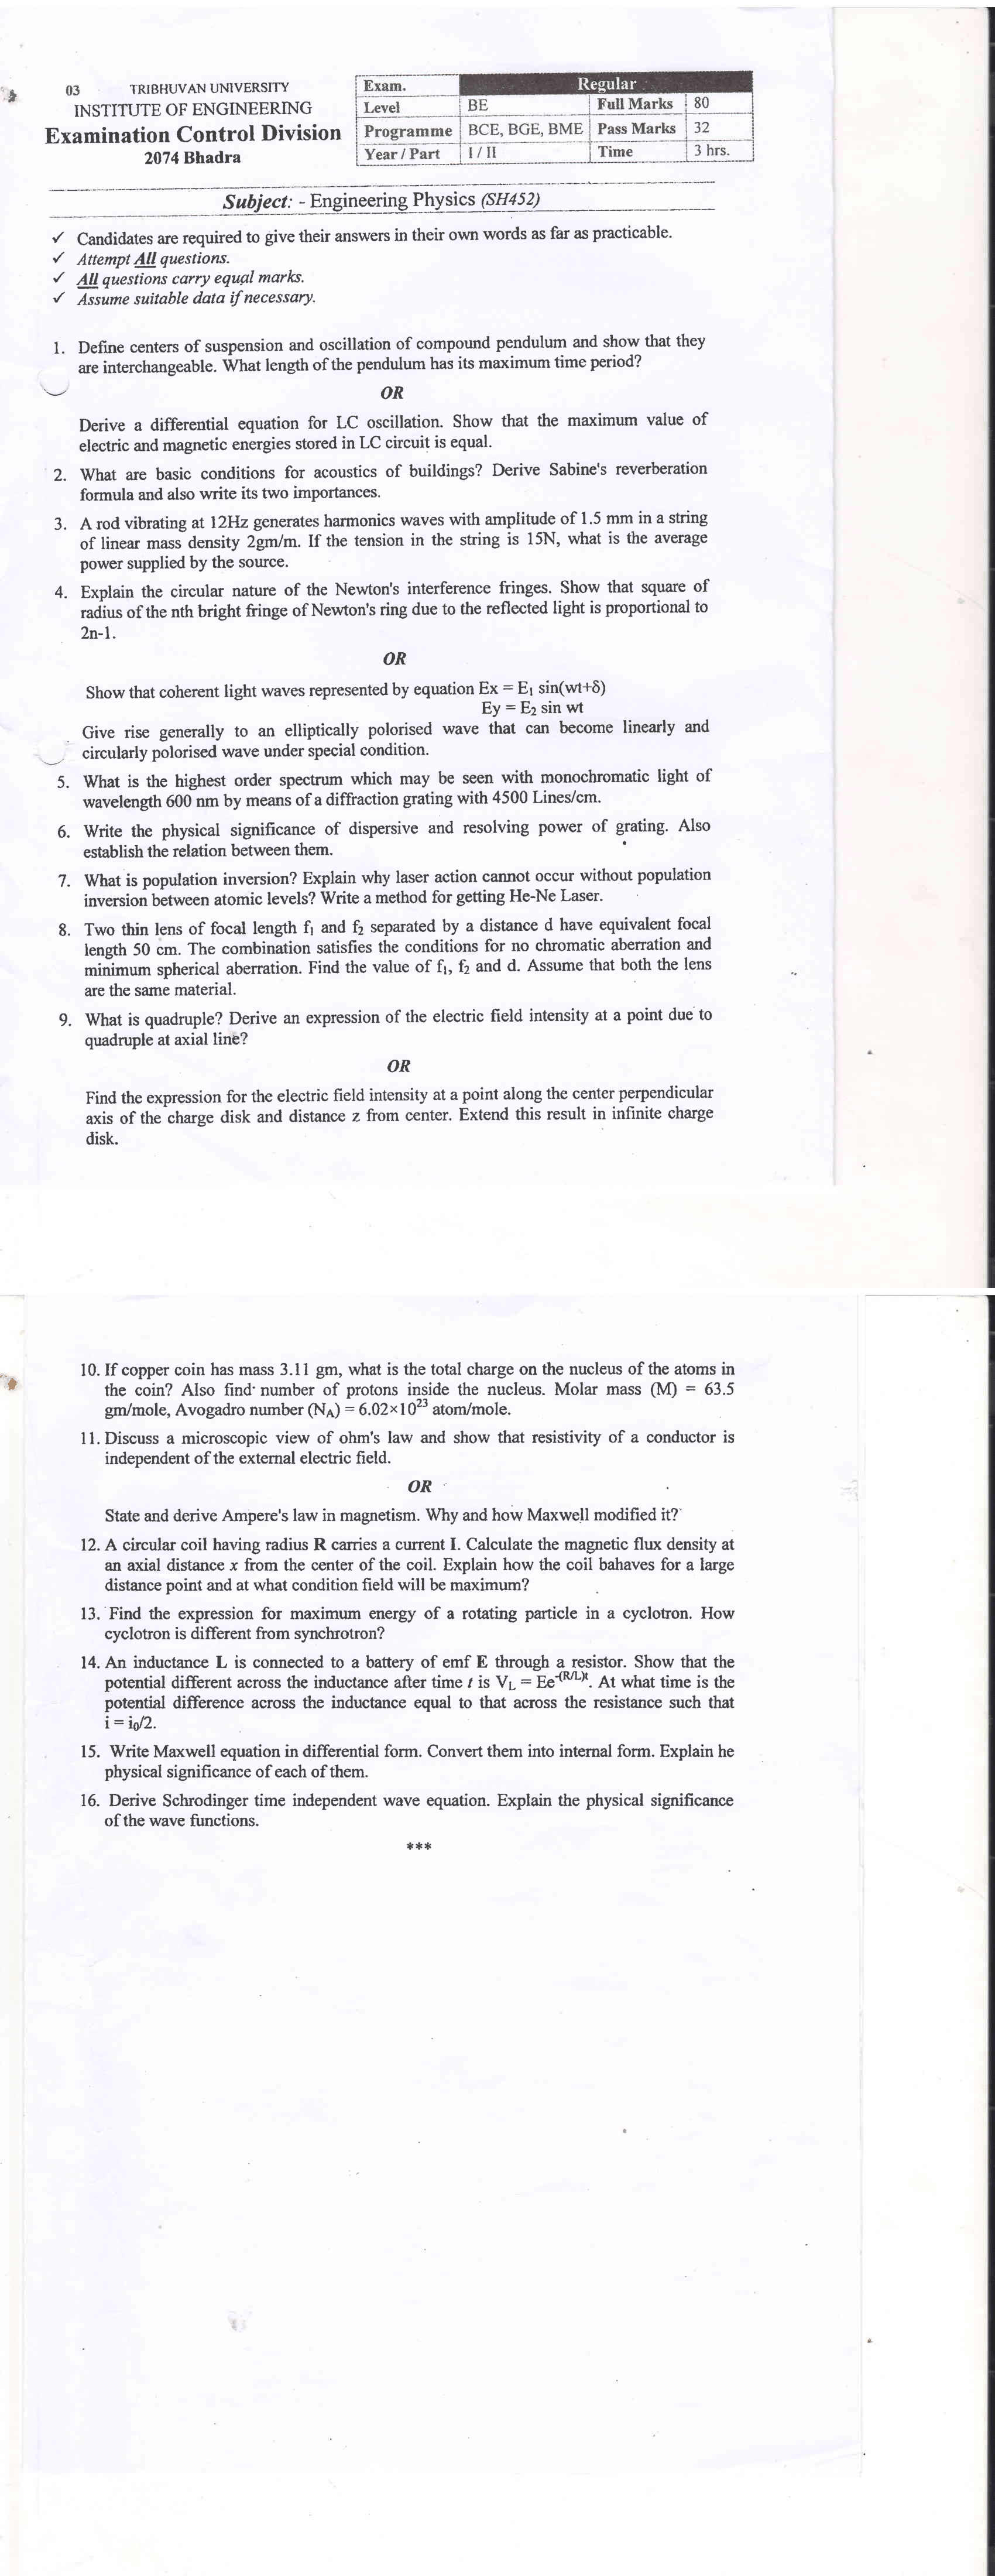 03 TRIBHUVAN UNIVERSITY
INSTITUTE OF ENGINEERING
Examination Control Division
2074 Bhadra
Exam. Regular
Level BE Full Marks 80
Programme BCE, BGE, BME Pass Marks 32
Year / Part I / II Time 3 hrs.
Subject: - Engineering Physics (SH452)
✓ Candidates are required to give their answers in their own words as far as practicable.
✓ Attempt All questions.
✓ All questions carry equal marks.
✓ Assume suitable data if necessary.
1. Define centers of suspension and oscillation of compound pendulum and show that they
are interchangeable. What length of the pendulum has its maximum time period?
OR
Derive a differential equation for LC oscillation. Show that the maximum value of
electric and magnetic energies stored in LC circuit is equal.
2. What are basic conditions for acoustics of buildings? Derive Sabine's reverberation
formula and also write its two importances.
3. A rod vibrating at 12Hz generates harmonics waves with amplitude of 1.5 mm in a string
of linear mass density 2gm/m. If the tension in the string is 15N, what is the average
power supplied by the source.
4. Explain the circular nature of the Newton's interference fringes. Show that square of
radius of the nth bright fringe of Newton's ring due to the reflected light is proportional to
2n-1.
OR
Show that coherent light waves represented by equation Ex = E₁ sin(wt+δ)
Ey = E₂ sin wt
Give rise generally to an elliptically polorised wave that can become linearly and
circularly polorised wave under special condition.
5. What is the highest order spectrum which may be seen with monochromatic light of
wavelength 600 nm by means of a diffraction grating with 4500 Lines/cm.
6. Write the physical significance of dispersive and resolving power of grating. Also
establish the relation between them.
7. What is population inversion? Explain why laser action cannot occur without population
inversion between atomic levels? Write a method for getting He-Ne Laser.
8. Two thin lens of focal length f₁ and f₂ separated by a distance d have equivalent focal
length 50 cm. The combination satisfies the conditions for no chromatic aberration and
minimum spherical aberration. Find the value of f₁, f₂ and d. Assume that both the lens
are the same material.
9. What is quadruple? Derive an expression of the electric field intensity at a point due to
quadruple at axial line?
OR
Find the expression for the electric field intensity at a point along the center perpendicular
axis of the charge disk and distance z from center. Extend this result in infinite charge
disk.
10. If copper coin has mass 3.11 gm, what is the total charge on the nucleus of the atoms in
the coin? Also find number of protons inside the nucleus. Molar mass (M) = 63.5
gm/mole, Avogadro number (N_A) = 6.02×10²³ atom/mole.
11. Discuss a microscopic view of ohm's law and show that resistivity of a conductor is
independent of the external electric field.
OR
State and derive Ampere's law in magnetism. Why and how Maxwell modified it?
12. A circular coil having radius R carries a current I. Calculate the magnetic flux density at
an axial distance x from the center of the coil. Explain how the coil bahaves for a large
distance point and at what condition field will be maximum?
13. Find the expression for maximum energy of a rotating particle in a cyclotron. How
cyclotron is different from synchrotron?
14. An inductance L is connected to a battery of emf E through a resistor. Show that the
potential different across the inductance after time t is V_L = Ee^-(R/L)t. At what time is the
potential difference across the inductance equal to that across the resistance such that
i = i₀/2.
15. Write Maxwell equation in differential form. Convert them into internal form. Explain he
physical significance of each of them.
16. Derive Schrodinger time independent wave equation. Explain the physical significance
of the wave functions.
***